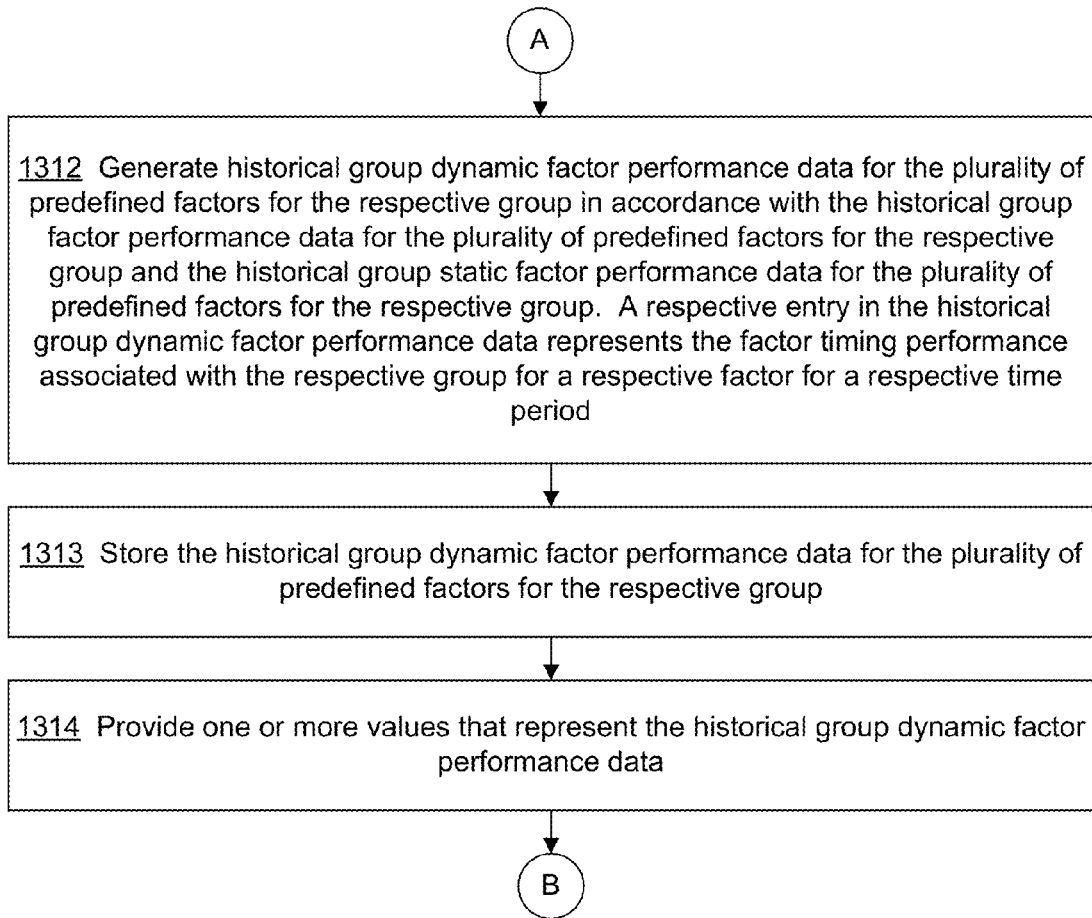 A
1312 Generate historical group dynamic factor performance data for the plurality of
predefined factors for the respective group in accordance with the historical group
factor performance data for the plurality of predefined factors for the respective
group and the historical group static factor performance data for the plurality of
predefined factors for the respective group. A respective entry in the historical
group dynamic factor performance data represents the factor timing performance
associated with the respective group for a respective factor for a respective time
period
1313 Store the historical group dynamic factor performance data for the plurality of
predefined factors for the respective group
1314 Provide one or more values that represent the historical group dynamic factor
performance data
B